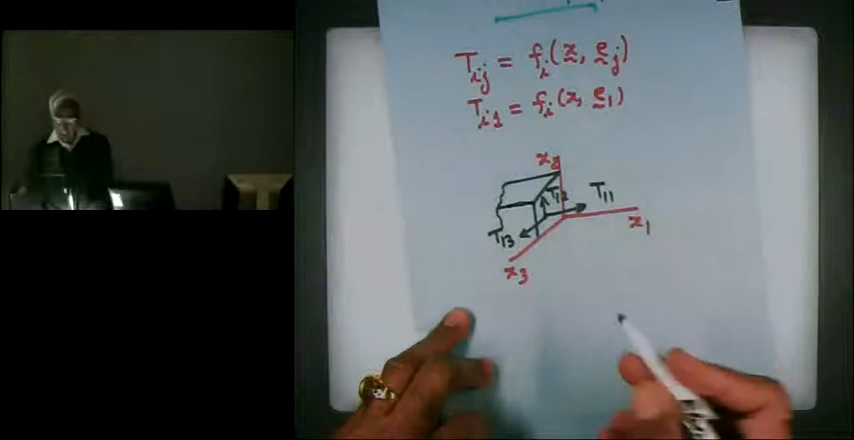 T_ij = f_i(x, e_j)
T_i1 = f_i(x, e_1)
x_2
T_12 T_11
T_13 x_1
x_3